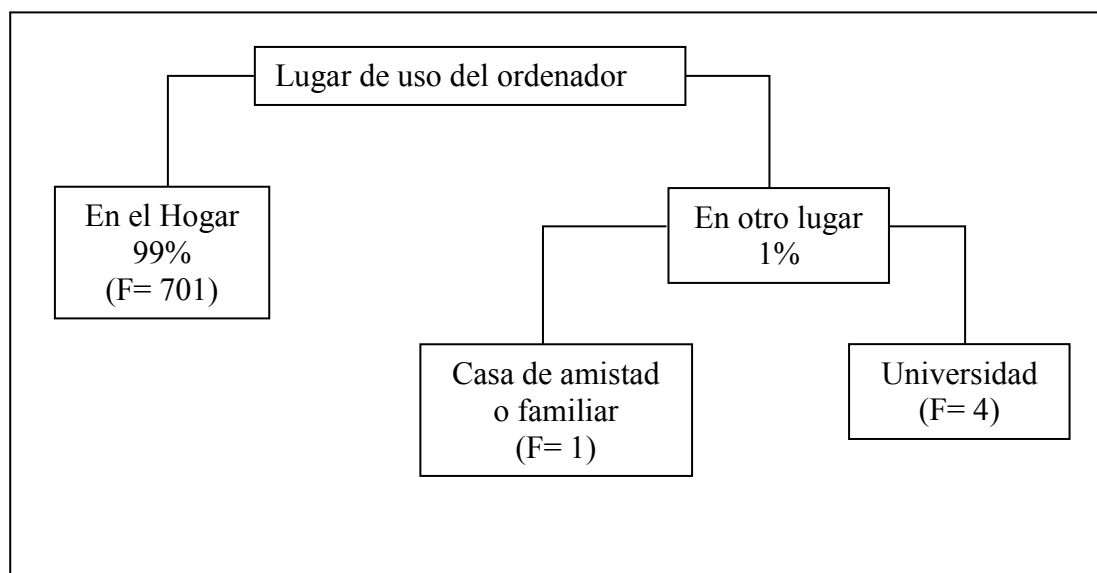 Lugar de uso del ordenador
En el Hogar
99%
(F= 701)
En otro lugar
1%
Casa de amistad
o familiar
(F= 1)
Universidad
(F= 4)